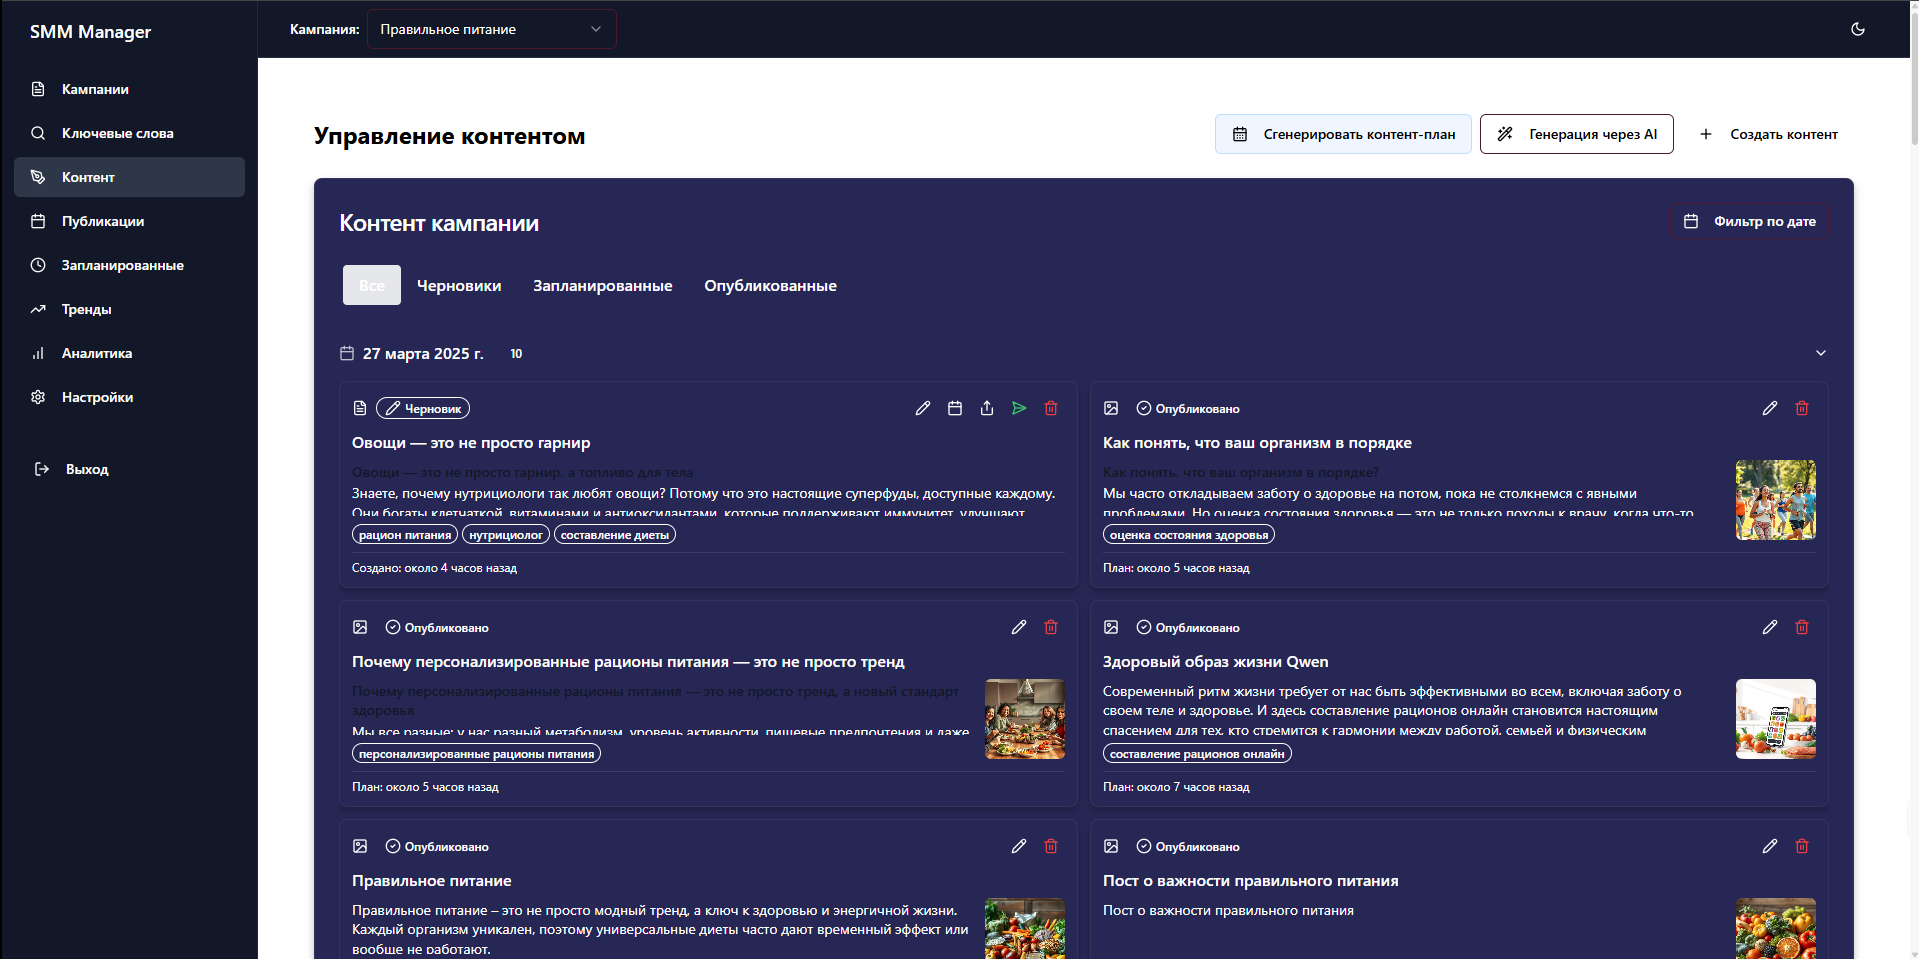 SMM Manager
Кампания:
Правильное питание
Кампании
Ключевые слова
Контент
Публикации
Запланированные
Тренды
Аналитика
Настройки
Выход
Управление контентом
Сгенерировать контент-план
Генерация через AI
Создать контент
Контент кампании
Фильтр по дате
Все
Черновики
Запланированные
Опубликованные
27 марта 2025 г.
10
Черновик
Овощи — это не просто гарнир
Овощи — это не просто гарнир, а топливо для тела
Знаете, почему нутрициологи так любят овощи? Потому что это настоящие суперфуды, доступные каждому.
Они богаты клетчаткой, витаминами и антиоксидантами, которые поддерживают иммунитет, улучшают
рацион питания
нутрициолог
составление диеты
Создано: около 4 часов назад
Опубликовано
Как понять, что ваш организм в порядке
Как понять, что ваш организм в порядке?
Мы часто откладываем заботу о здоровье на потом, пока не столкнемся с явными
проблемами. Но оценка состояния здоровья — это не только походы к врачу, когда что-то
оценка состояния здоровья
План: около 5 часов назад
Опубликовано
Почему персонализированные рационы питания — это не просто тренд
Почему персонализированные рационы питания — это не просто тренд, а новый стандарт
здоровья
Мы все разные: у нас разный метаболизм, уровень активности, пищевые предпочтения и даже
персонализированные рационы питания
План: около 5 часов назад
Опубликовано
Здоровый образ жизни Qwen
Современный ритм жизни требует от нас быть эффективными во всем, включая заботу о
своем теле и здоровье. И здесь составление рационов онлайн становится настоящим
спасением для тех, кто стремится к гармонии между работой, семьей и физическим
составление рационов онлайн
План: около 7 часов назад
Опубликовано
Правильное питание
Правильное питание – это не просто модный тренд, а ключ к здоровью и энергичной жизни.
Каждый организм уникален, поэтому универсальные диеты часто дают временный эффект или
вообще не работают.
Опубликовано
Пост о важности правильного питания
Пост о важности правильного питания